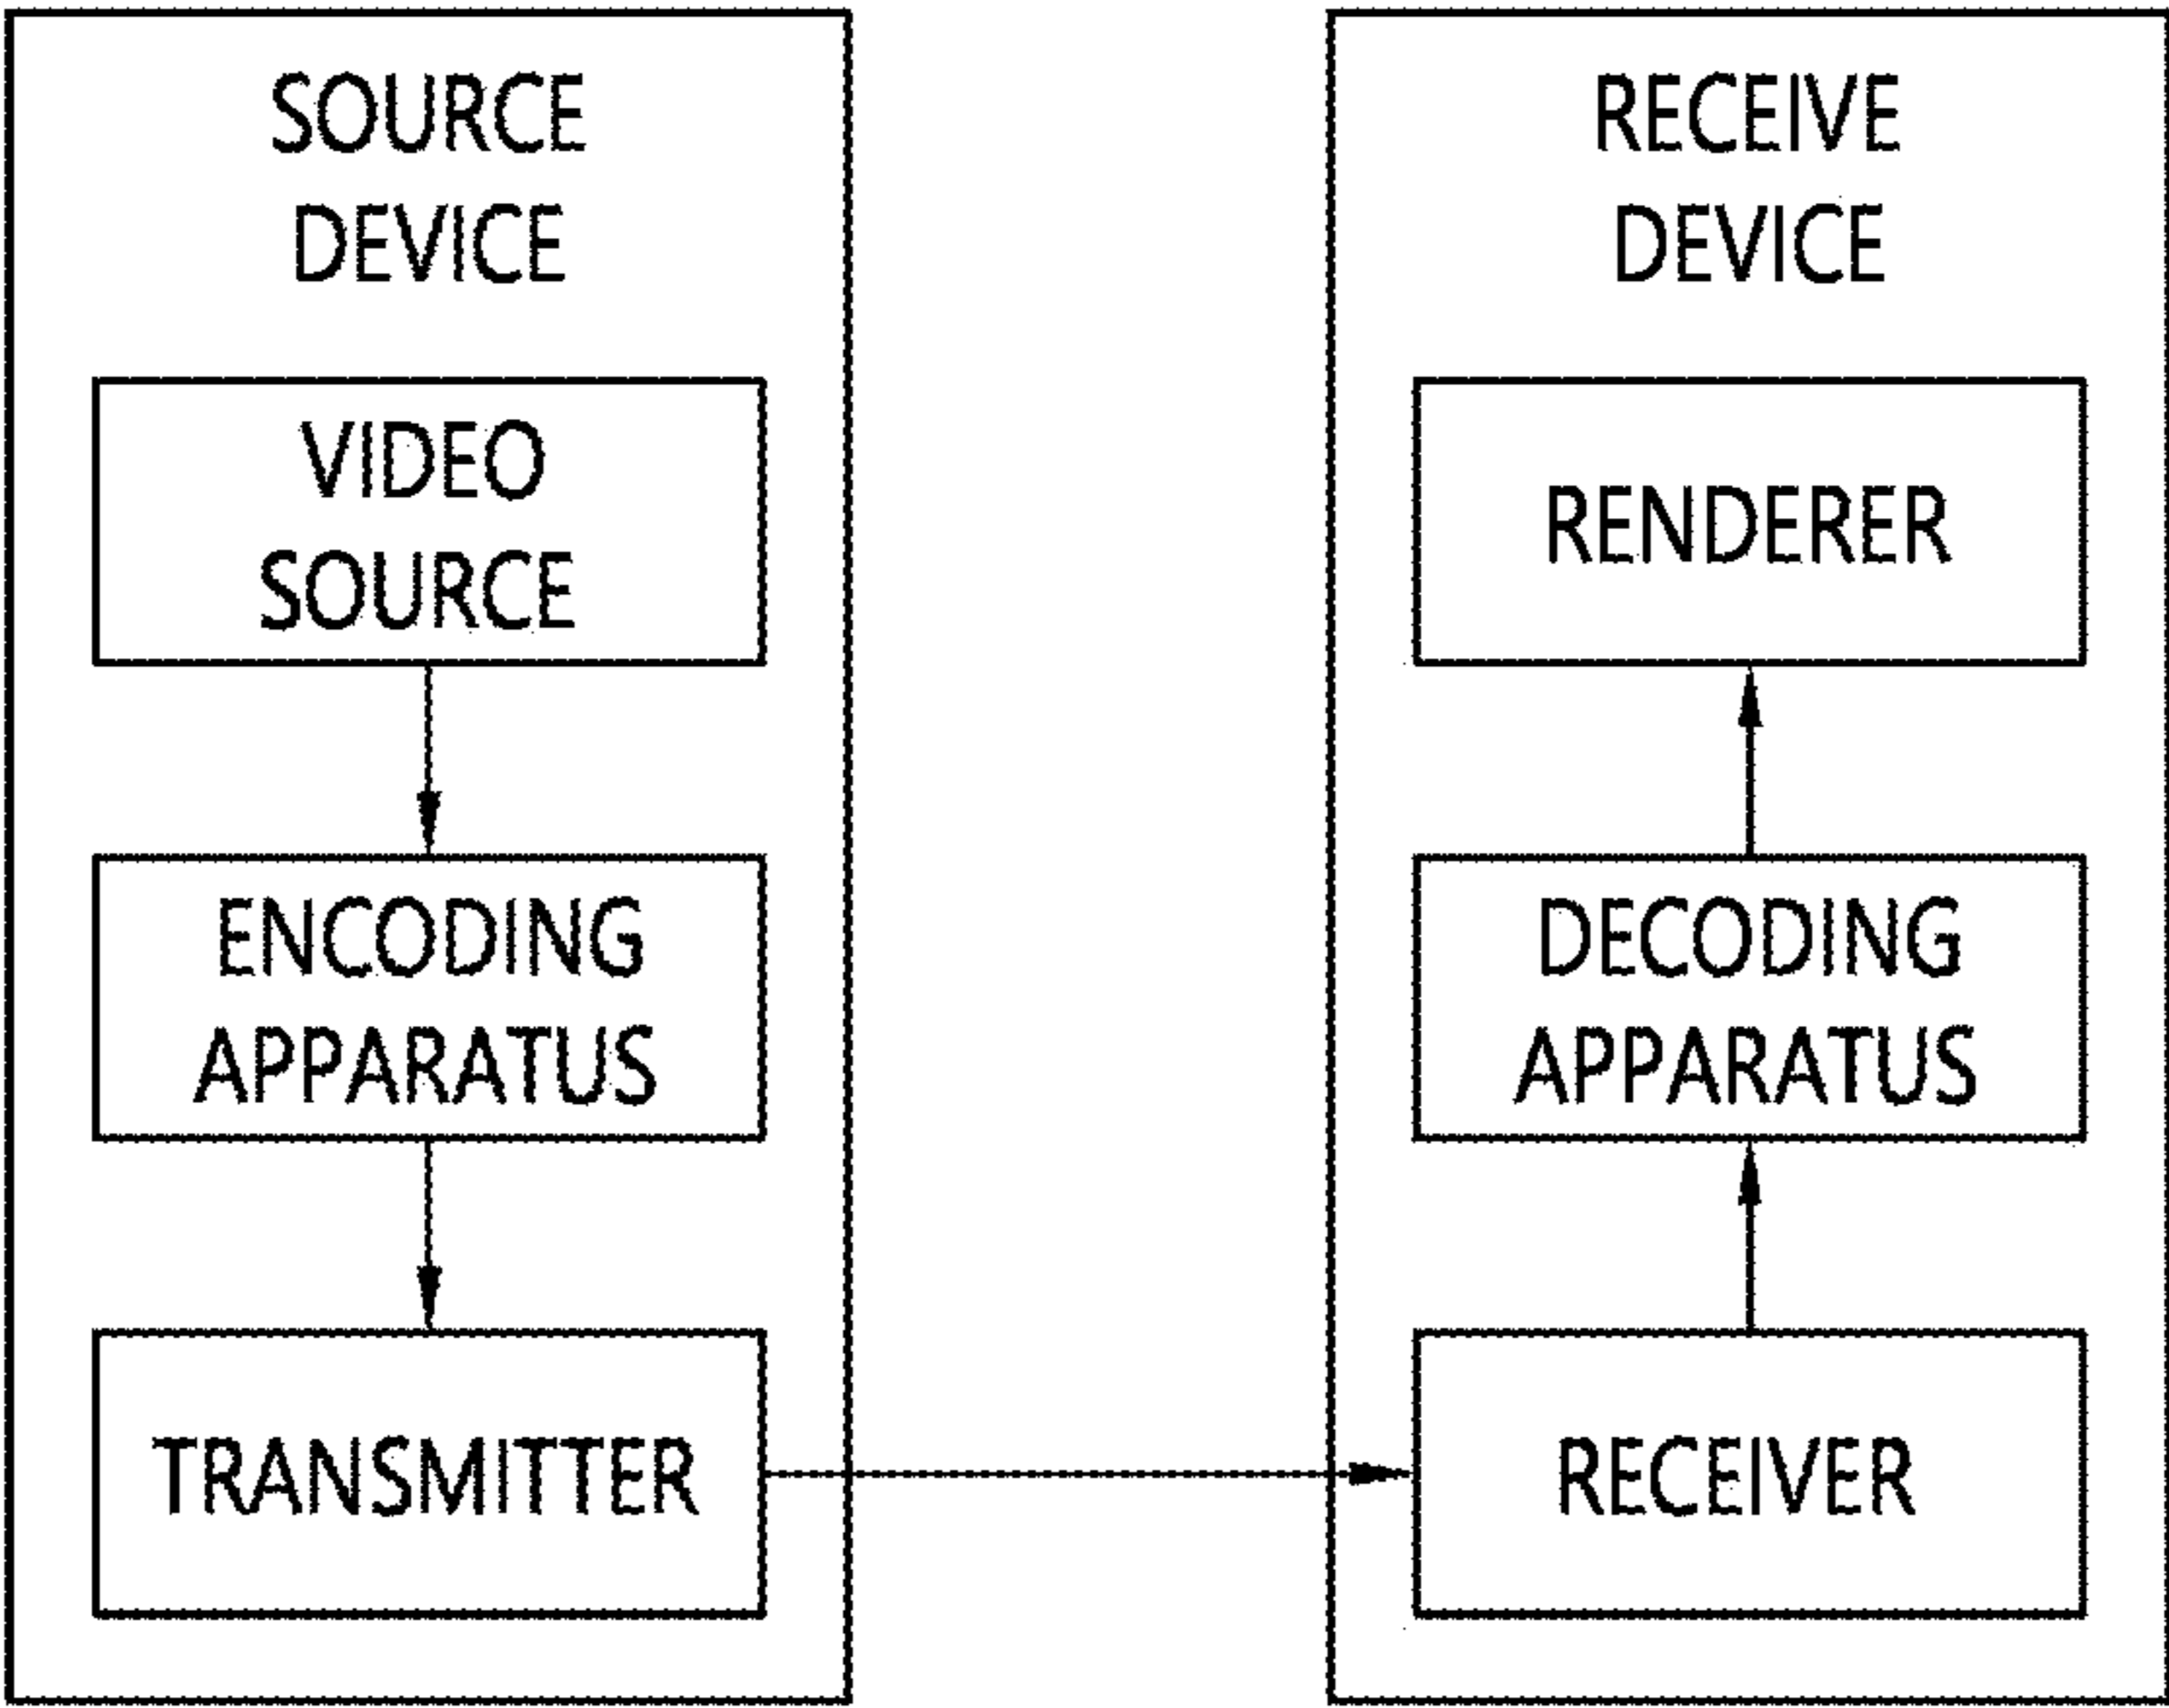 SOURCE
DEVICE
VIDEO
SOURCE
ENCODING
APPARATUS
TRANSMITTER
RECEIVE
DEVICE
RENDERER
DECODING
APPARATUS
RECEIVER